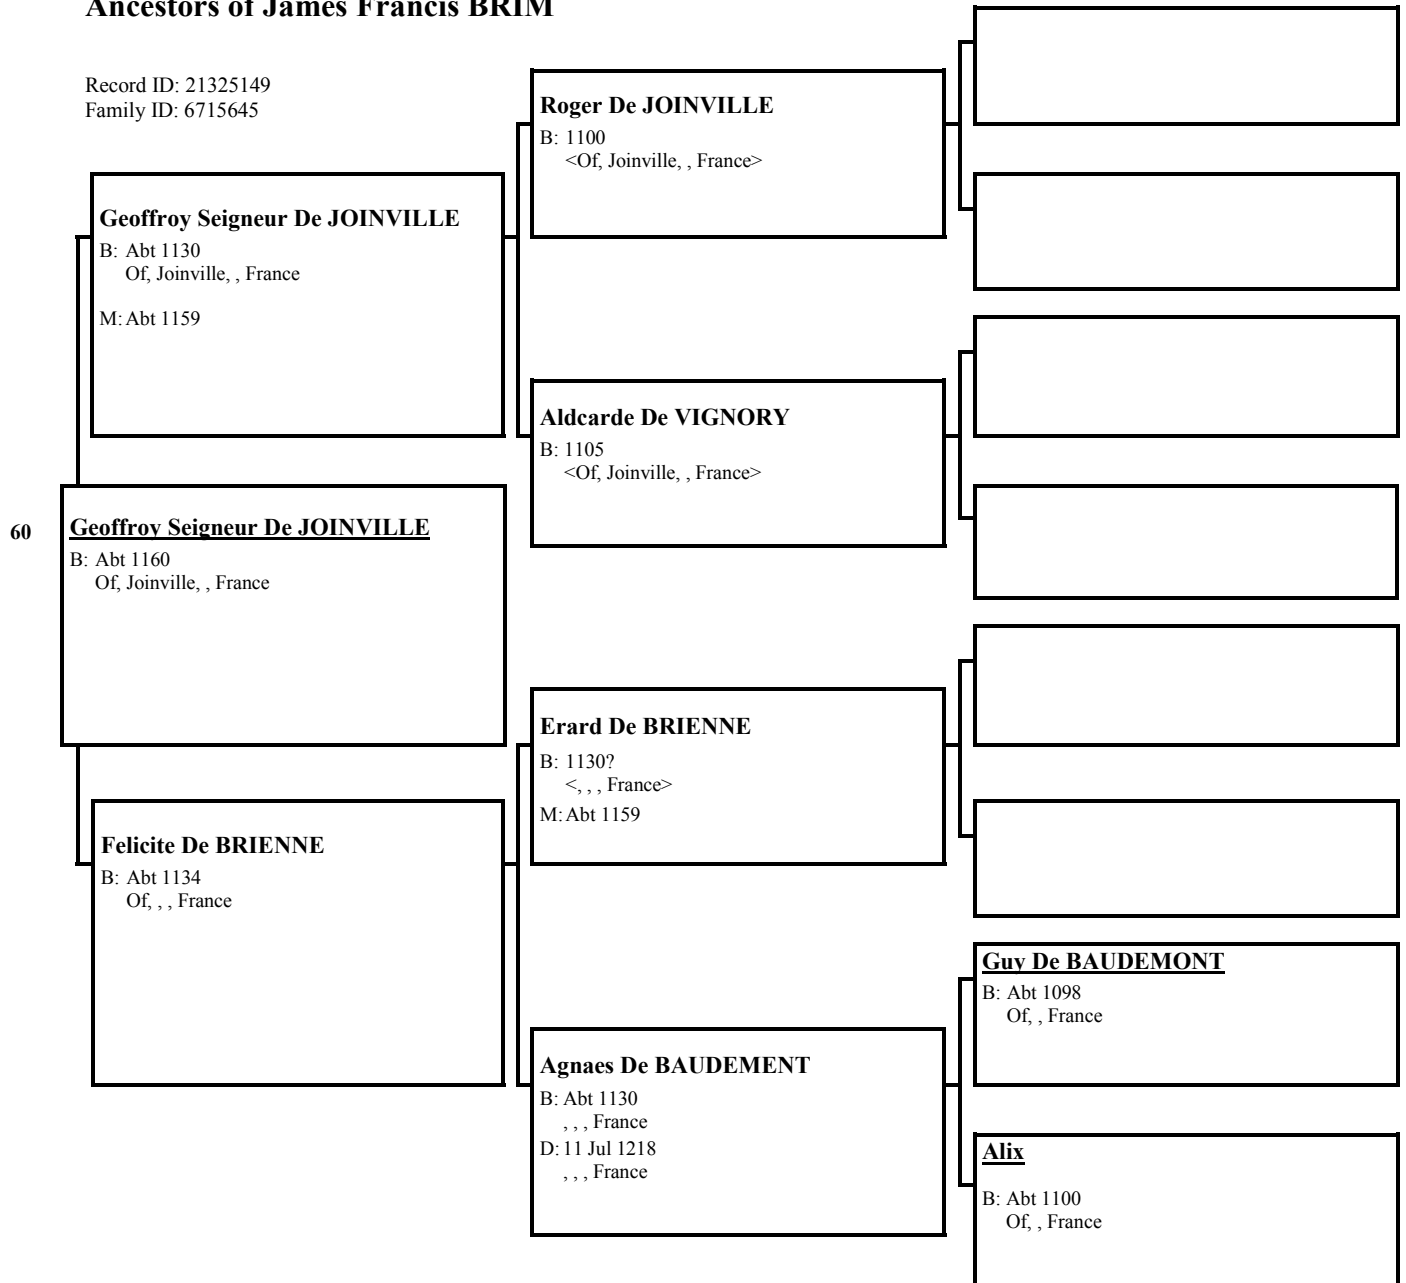 Ancestors of James Francis BRIM
Record ID: 21325149
Family ID: 6715645
Roger De JOINVILLE
B: 1100
<Of, Joinville, , France>
Geoffroy Seigneur De JOINVILLE
B: Abt 1130
Of, Joinville, , France
M: Abt 1159
Aldcarde De VIGNORY
B: 1105
<Of, Joinville, , France>
60
Geoffroy Seigneur De JOINVILLE
B: Abt 1160
Of, Joinville, , France
Erard De BRIENNE
B: 1130?
<, , , France>
M: Abt 1159
Felicite De BRIENNE
B: Abt 1134
Of, , , France
Guy De BAUDEMONT
B: Abt 1098
Of, , France
Agnaes De BAUDEMENT
B: Abt 1130
, , , France
D: 11 Jul 1218
, , , France
Alix
B: Abt 1100
Of, , France